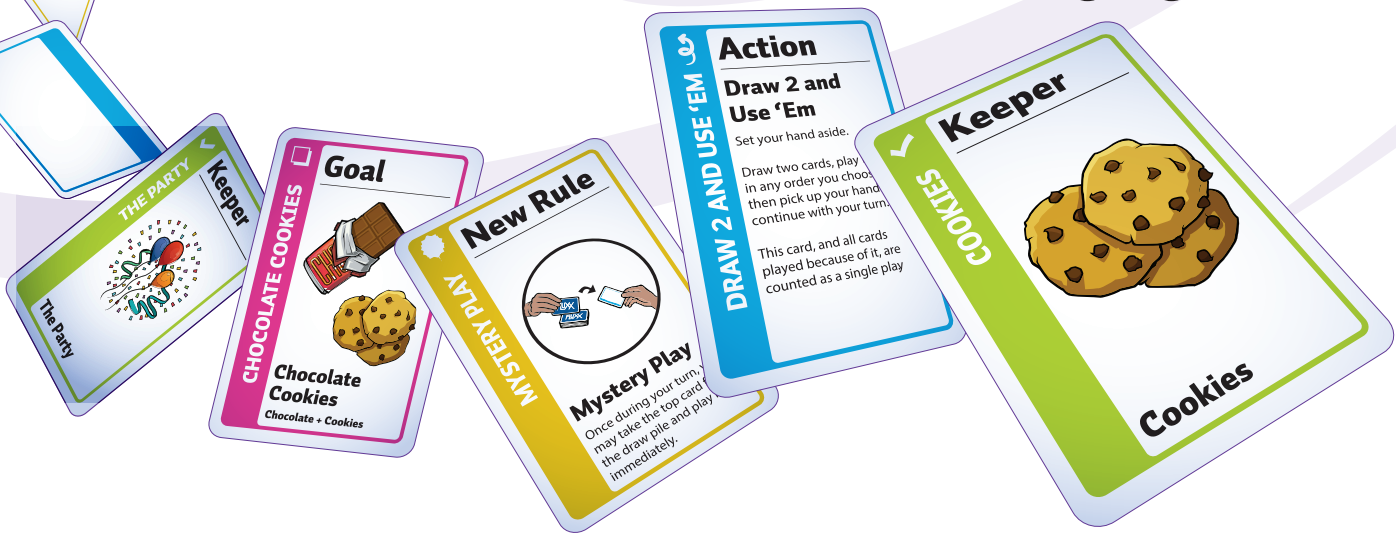 THE PARTY
Keeper
The Party
CHOCOLATE COOKIES
Goal
Chocolate
Cookies
Chocolate + Cookies
MYSTERY PLAY
New Rule
Mystery Play
Once during your turn,
may take the top card
the draw pile and play
immediately.
DRAW 2 AND USE ‘EM
Action
Draw 2 and
Use ‘Em
Set your hand aside.
Draw two cards, play
in any order you
then pick up your hand
continue with your turn.
This card, and all cards
played because of it, are
counted as a single play
COOKIES
Keeper
Cookies